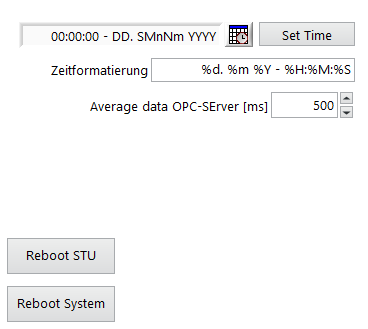 00:00:00 - DD. SMnNm YYYY Set Time
Zeitformatierung %d. %m %Y - %H:%M:%S
Average data OPC-SErver [ms] 500
Reboot STU
Reboot System